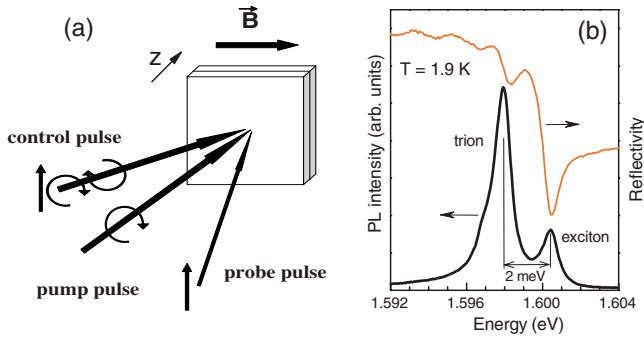 (a)
B
z
control pulse
pump pulse
probe pulse
(b)
T = 1.9 K
trion
exciton
2 meV
PL intensity (arb. units)
Reflectivity
1.592 1.596 1.600 1.604
Energy (eV)